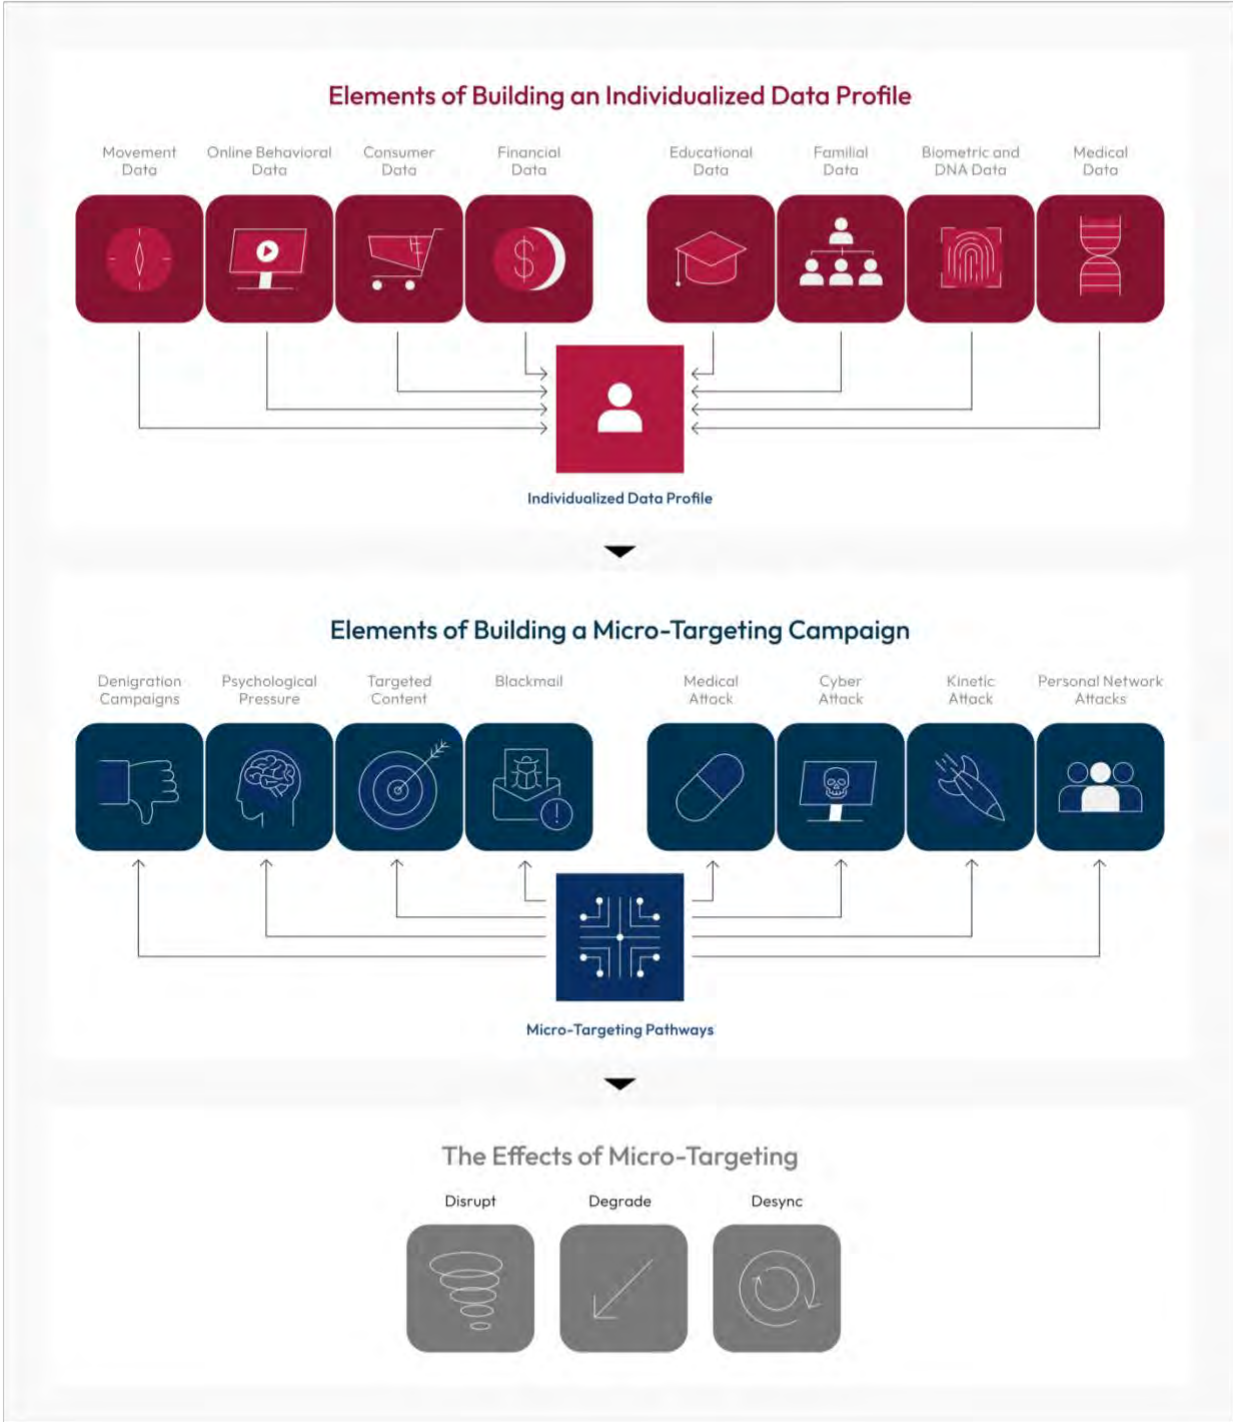 Elements of Building an Individualized Data Profile
Movement
Data
Online Behavioral
Data
Consumer
Data
Financial
Data
Educational
Data
Familial
Data
Biometric and
DNA Data
Medical
Data
$
Individualized Data Profile
Elements of Building a Micro-Targeting Campaign
Denigration
Campaigns
Psychological
Pressure
Targeted
Content
Blackmail
Medical
Attack
Cyber
Attack
Kinetic
Attack
Personal Network
Attacks
!
Micro-Targeting Pathways
The Effects of Micro-Targeting
Disrupt
Degrade
Desync